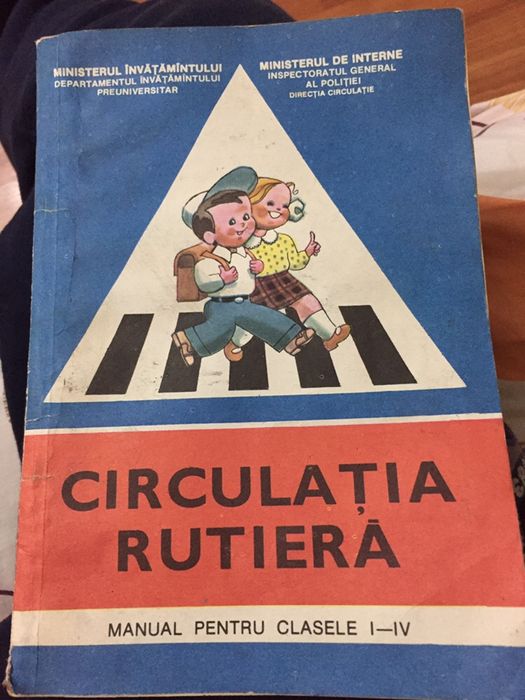 MINISTERUL ÎNVĂȚĂMÎNTULUI
DEPARTAMENTUL ÎNVĂȚĂMÎNTULUI
PREUNIVERSITAR
MINISTERUL DE INTERNE
INSPECTORATUL GENERAL
AL POLIȚIEI
DIRECȚIA CIRCULAȚIE
CIRCULAȚIA
RUTIERĂ
MANUAL PENTRU CLASELE I—IV